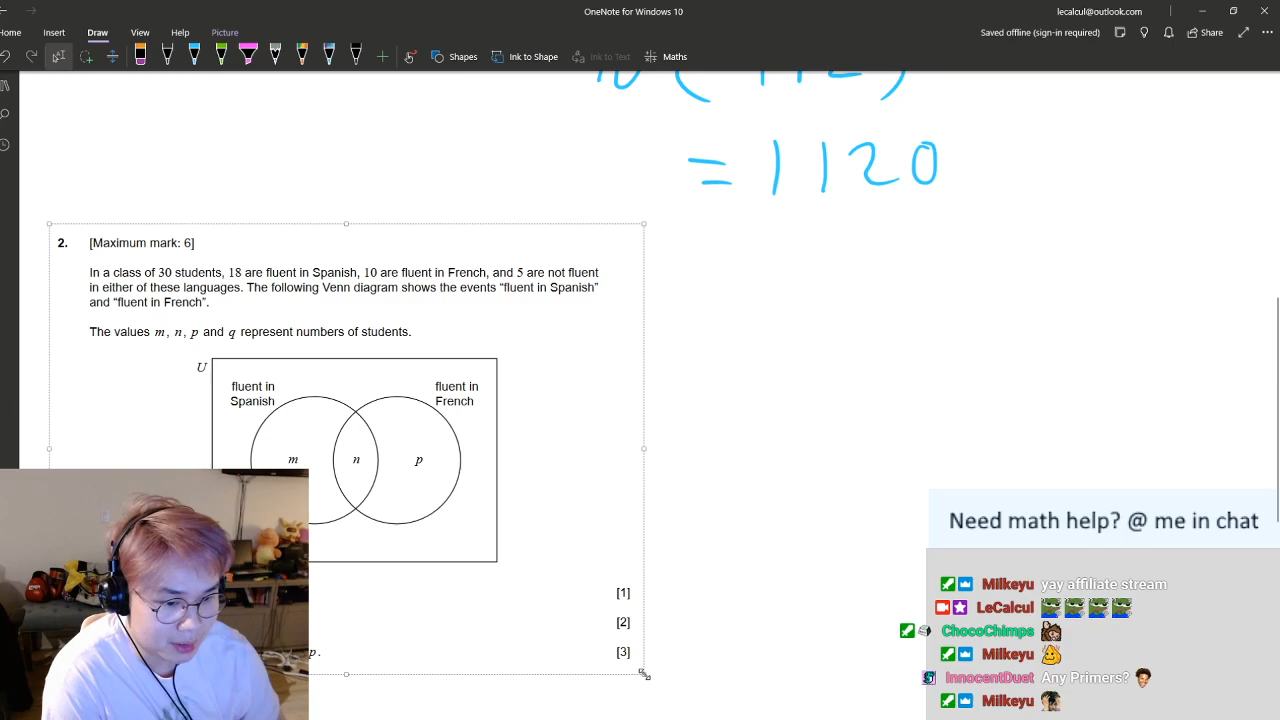 OneNote for Windows 10
lecalcul@outlook.com
Home Insert Draw View Help Picture
Saved offline (sign-in required)
Share
Shapes
Ink to Shape
Ink to Text
Maths
= 1120
2. [Maximum mark: 6]
In a class of 30 students, 18 are fluent in Spanish, 10 are fluent in French, and 5 are not fluent
in either of these languages. The following Venn diagram shows the events “fluent in Spanish”
and “fluent in French”.
The values m, n, p and q represent numbers of students.
U
fluent in
Spanish
fluent in
French
m n p
[1]
[2]
p. [3]
Need math help? @ me in chat
Milkeyu yay affiliate stream
LeCalcul
ChocoChimps
Milkeyu
InnocentDuet Any Primers?
Milkeyu